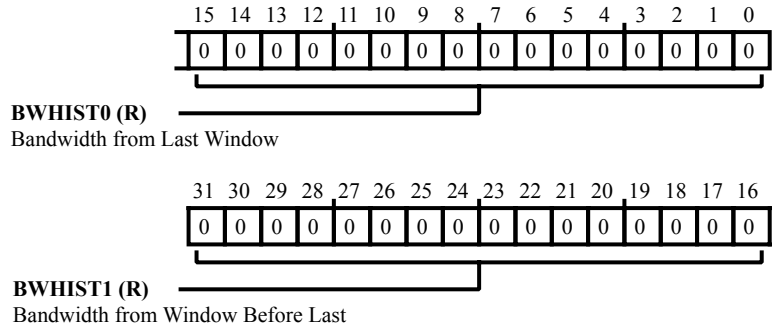 15 14 13 12 11 10 9 8 7 6 5 4 3 2 1 0
0 0 0 0 0 0 0 0 0 0 0 0 0 0 0 0
BWHIST0 (R)
Bandwidth from Last Window
31 30 29 28 27 26 25 24 23 22 21 20 19 18 17 16
0 0 0 0 0 0 0 0 0 0 0 0 0 0 0 0
BWHIST1 (R)
Bandwidth from Window Before Last